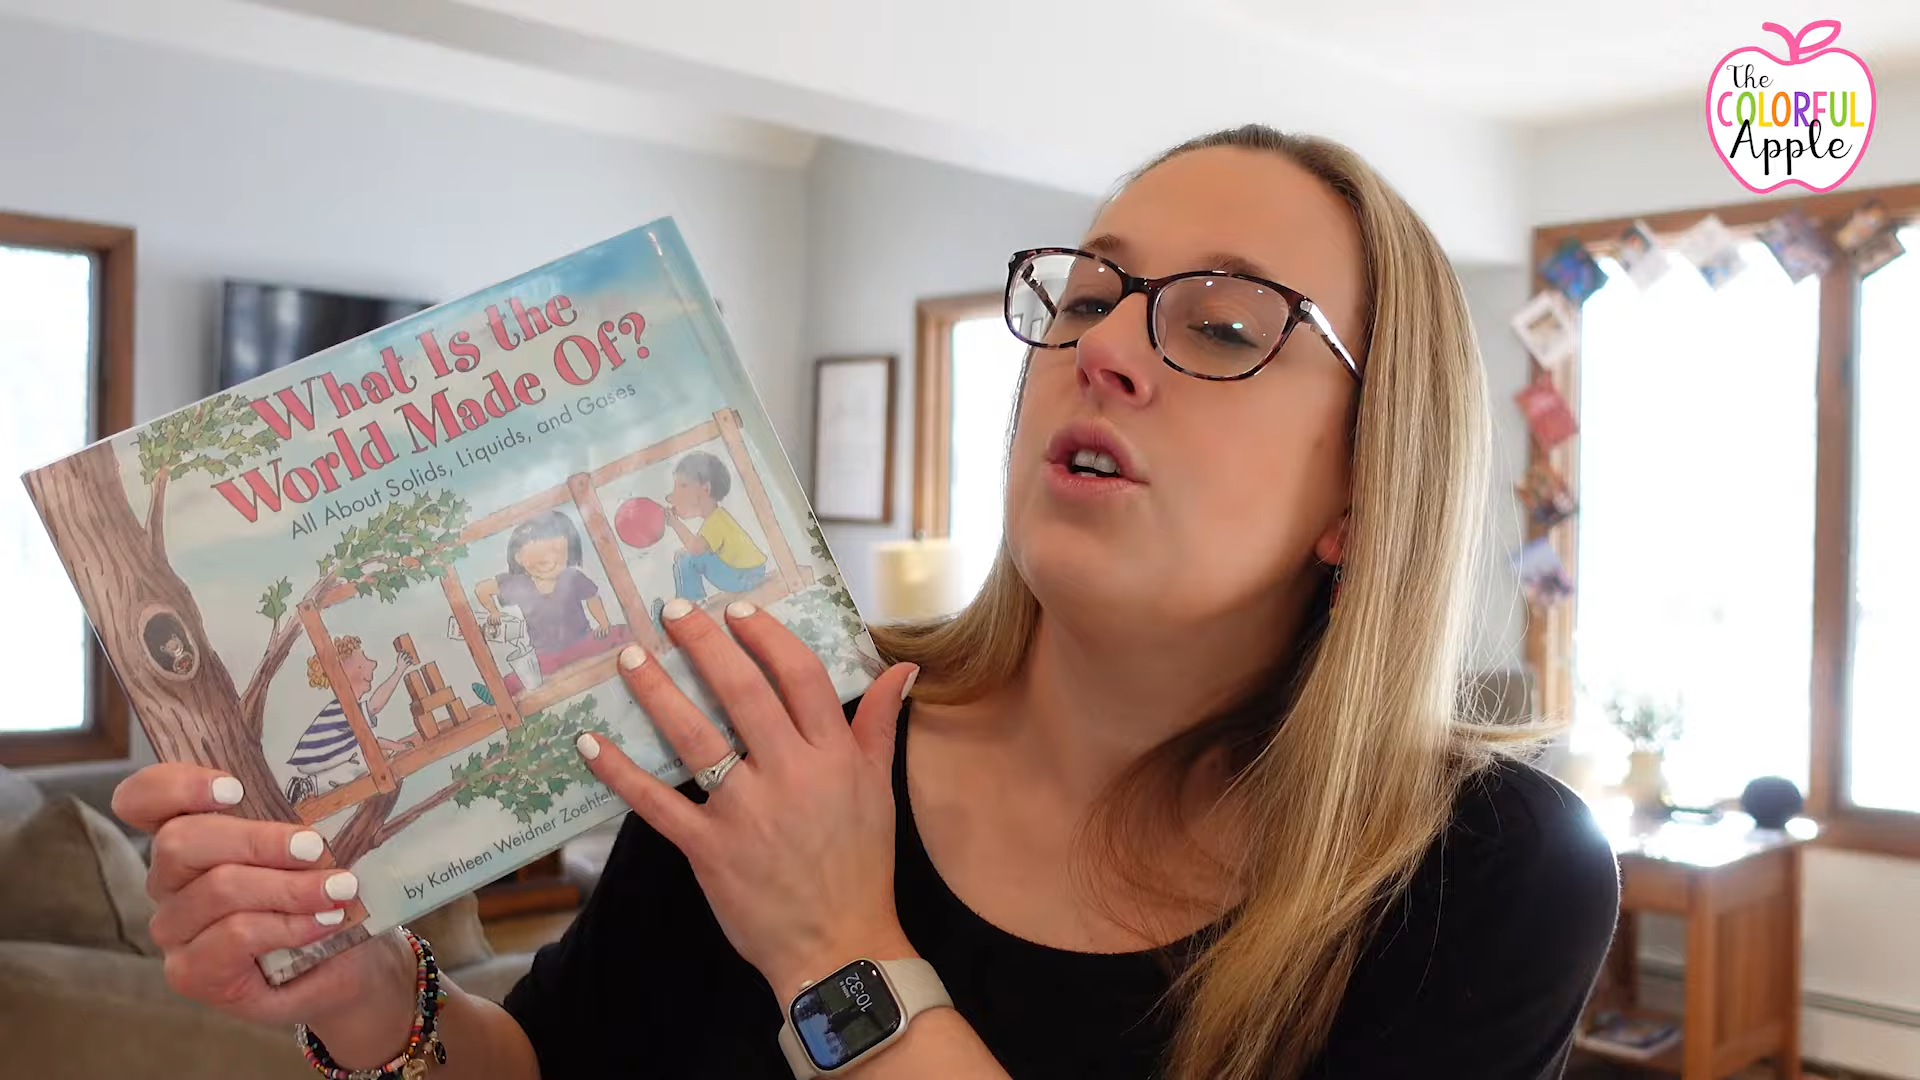 The
COLORFUL
Apple
What Is the
World Made Of?
All About Solids, Liquids, and Gases
by Kathleen Weidner Zoehfeld
10:32